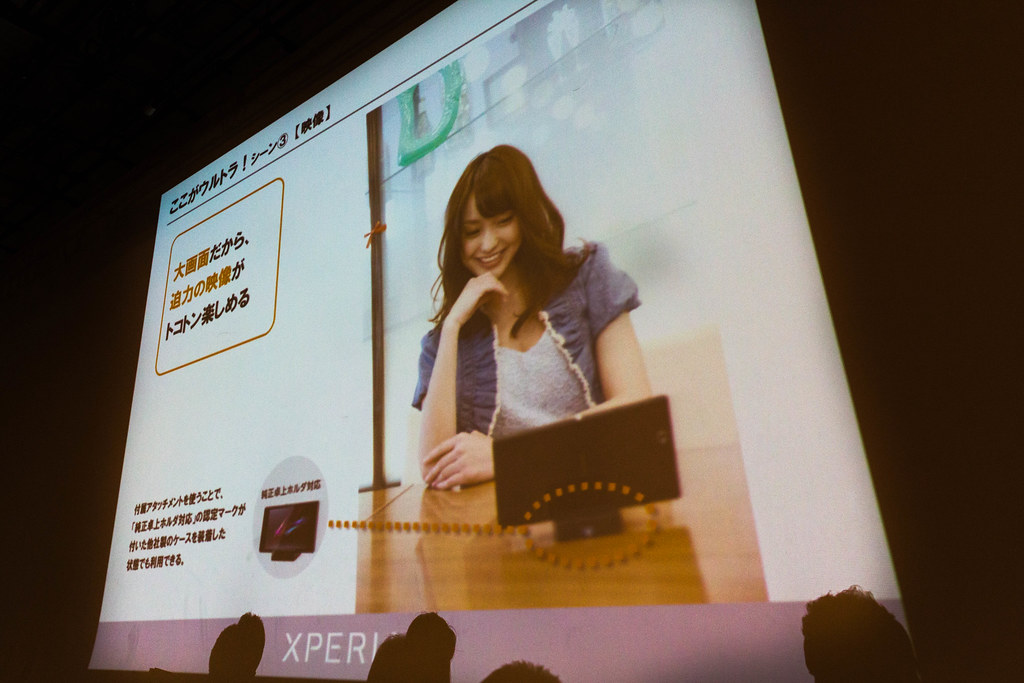 ここがウルトラ！シーン③【映像】
大画面だから、
迫力の映像が
トコトン楽しめる
純正卓上ホルダ対応
付属アタッチメントを使うことで、
「純正卓上ホルダ対応」の認定マークが
付いた他社製のケースを装着した
状態でも利用できる。
XPERI